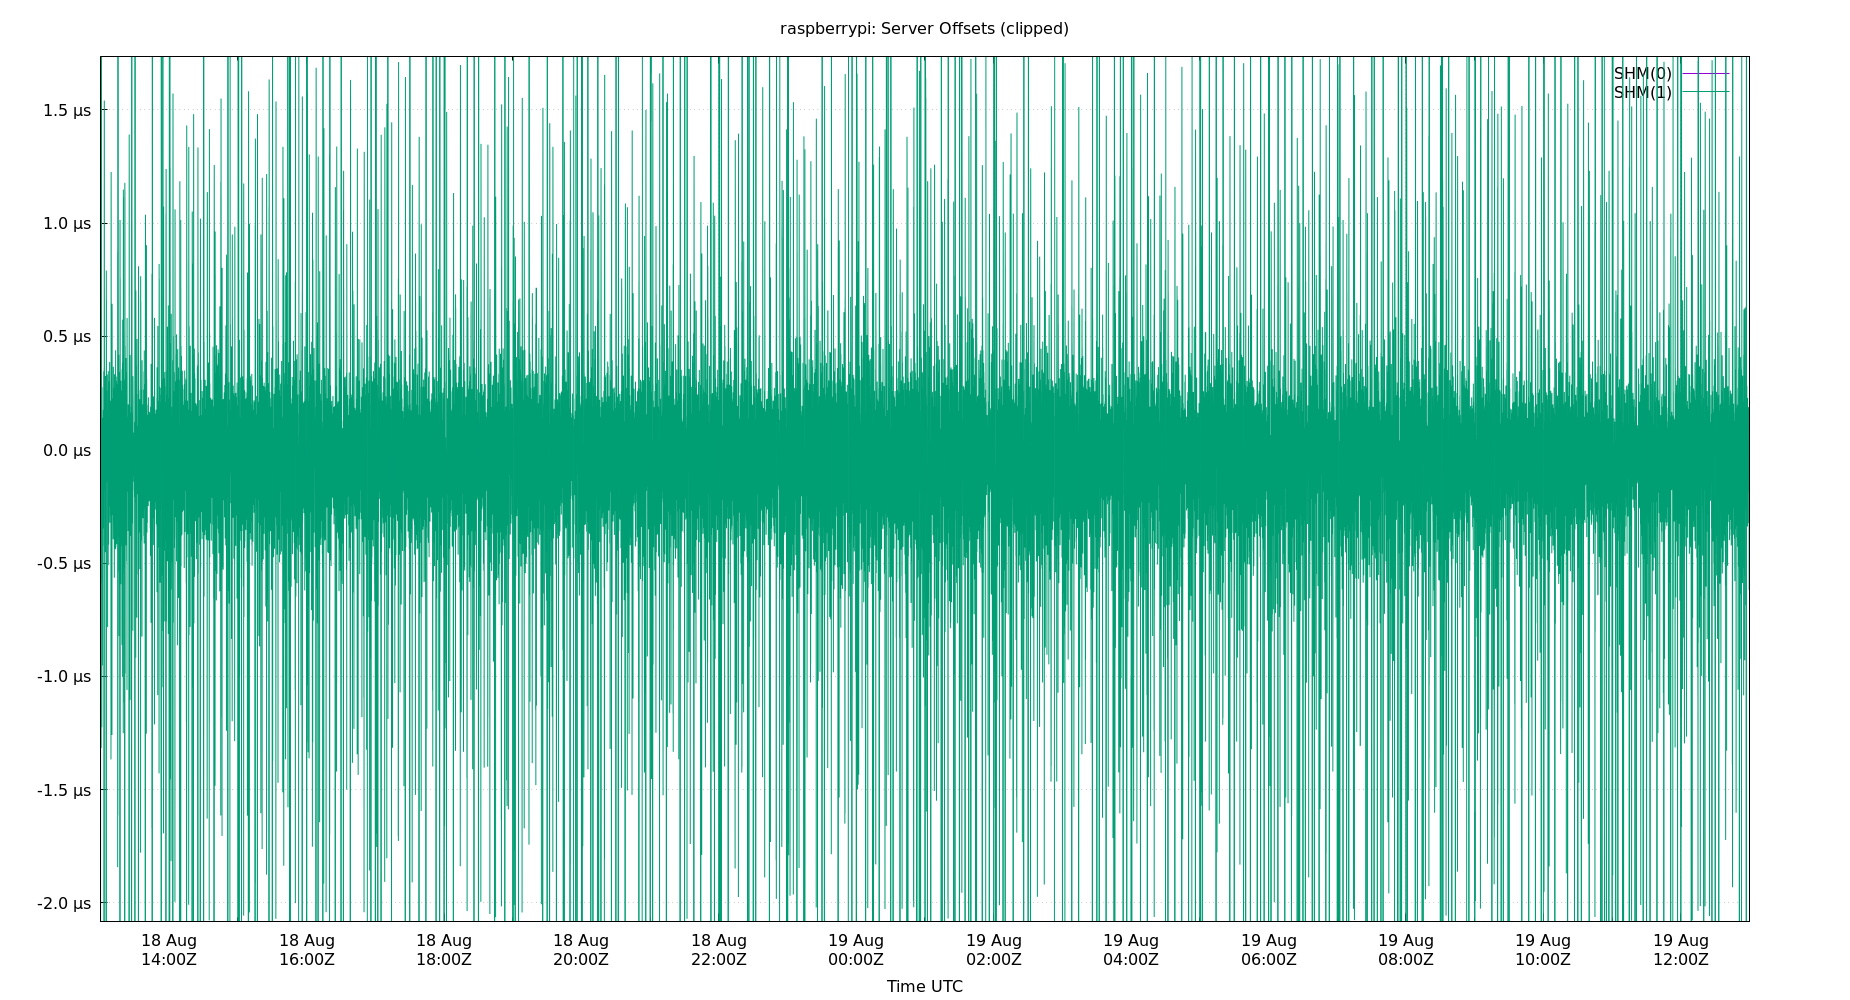 raspberrypi: Server Offsets (clipped)
SHM(0)
SHM(1)
1.5 µs
1.0 µs
0.5 µs
0.0 µs
-0.5 µs
-1.0 µs
-1.5 µs
-2.0 µs
18 Aug 18 Aug 18 Aug 18 Aug 18 Aug 19 Aug 19 Aug 19 Aug 19 Aug 19 Aug 19 Aug 19 Aug
14:00Z 16:00Z 18:00Z 20:00Z 22:00Z 00:00Z 02:00Z 04:00Z 06:00Z 08:00Z 10:00Z 12:00Z
Time UTC